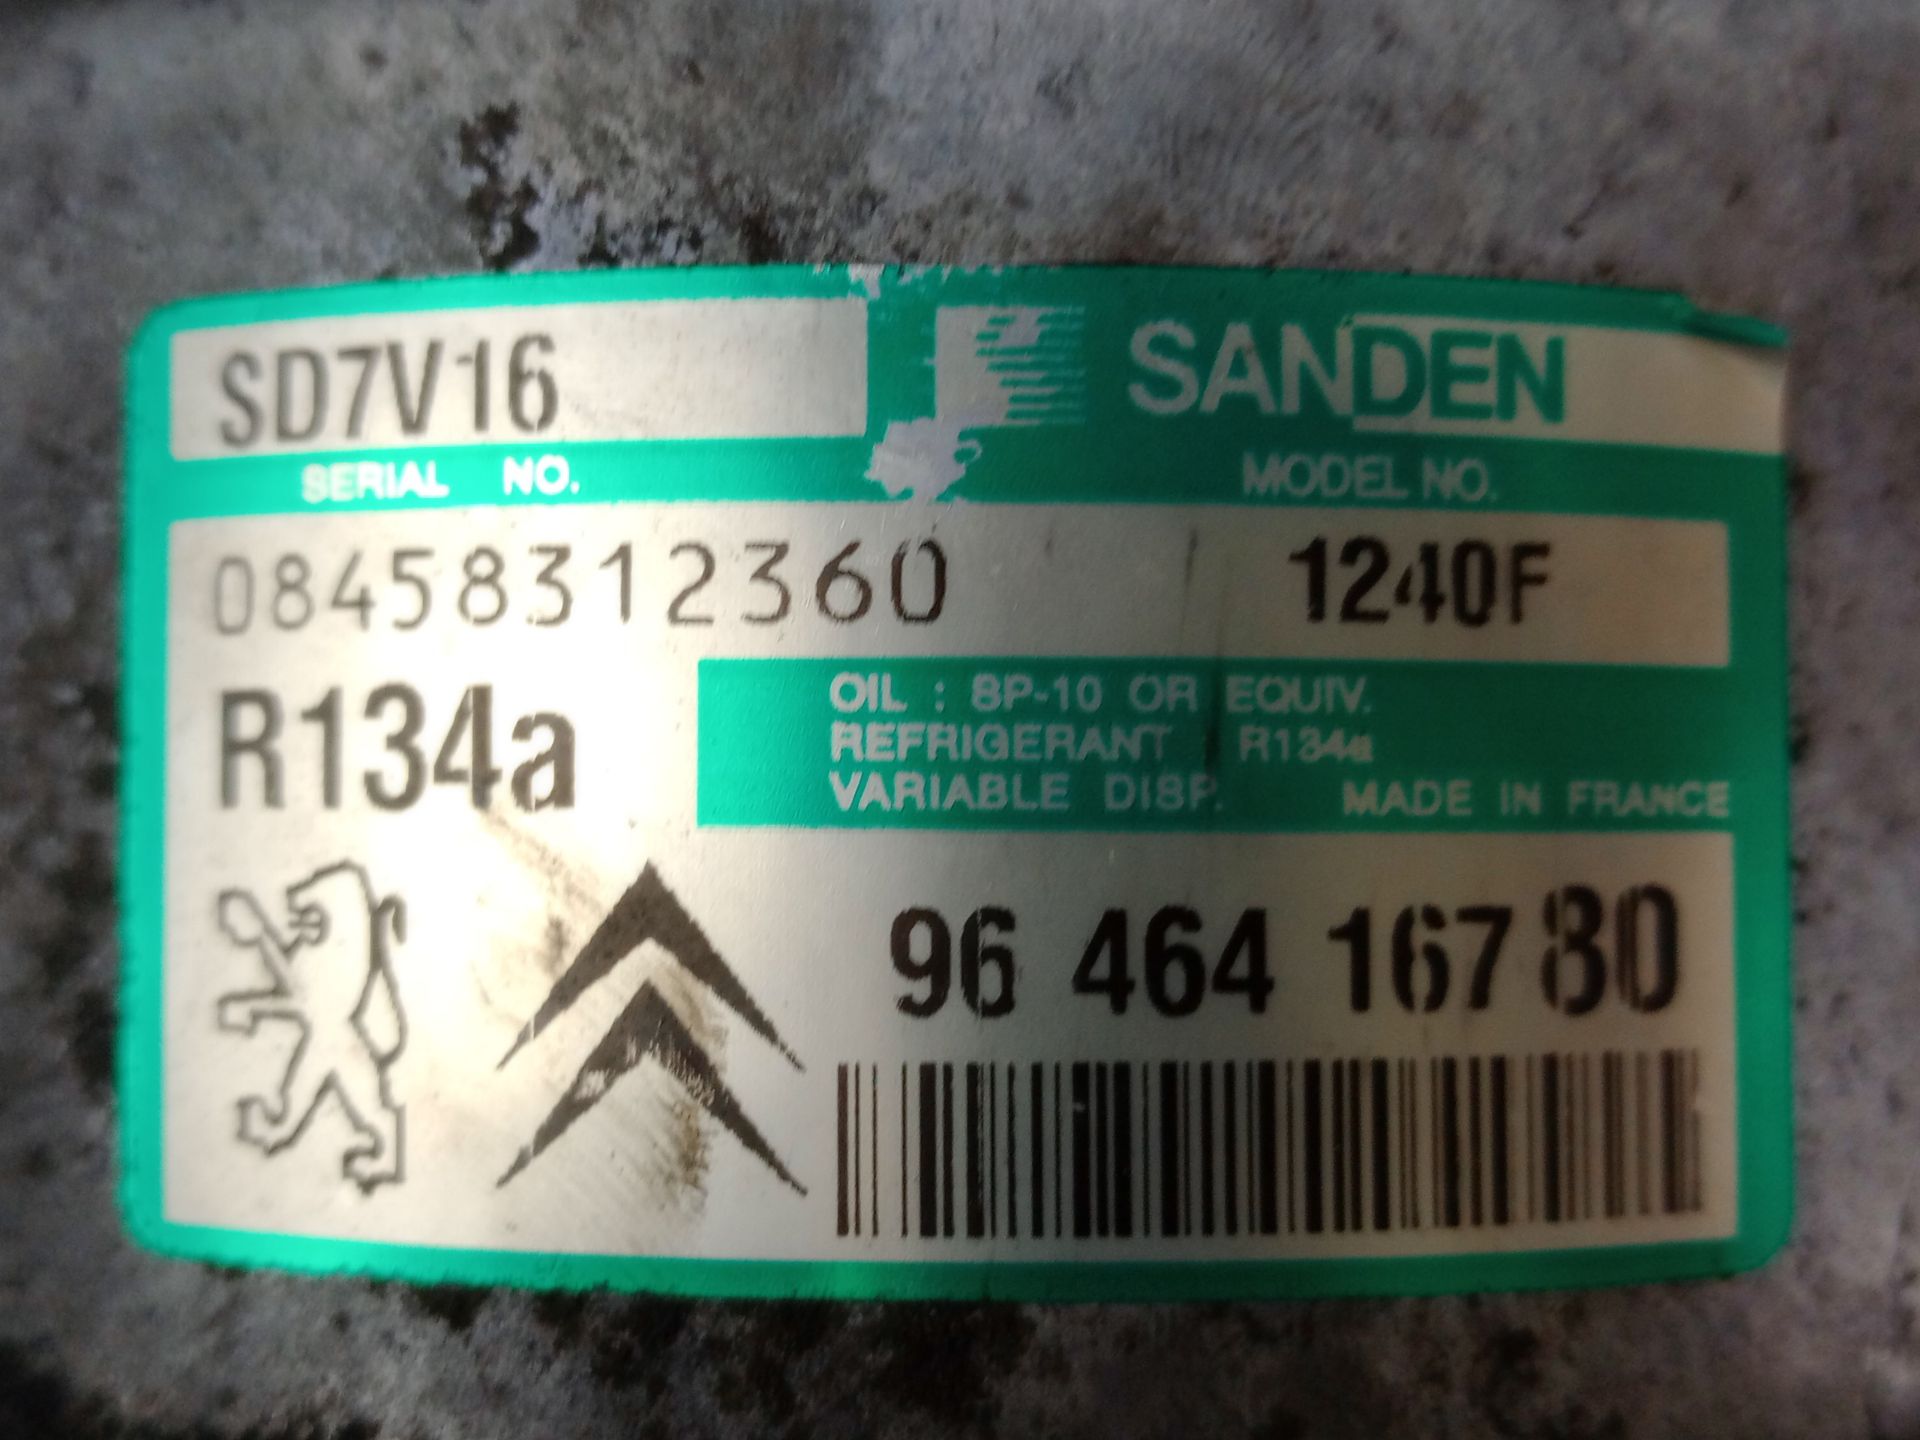 SD7V16
SANDEN
SERIAL NO.
MODEL NO.
08458312360
1240F
R134a
OIL : SP-10 OR EQUIV.
REFRIGERANT R134a
VARIABLE DISP. MADE IN FRANCE
96 464 167 80